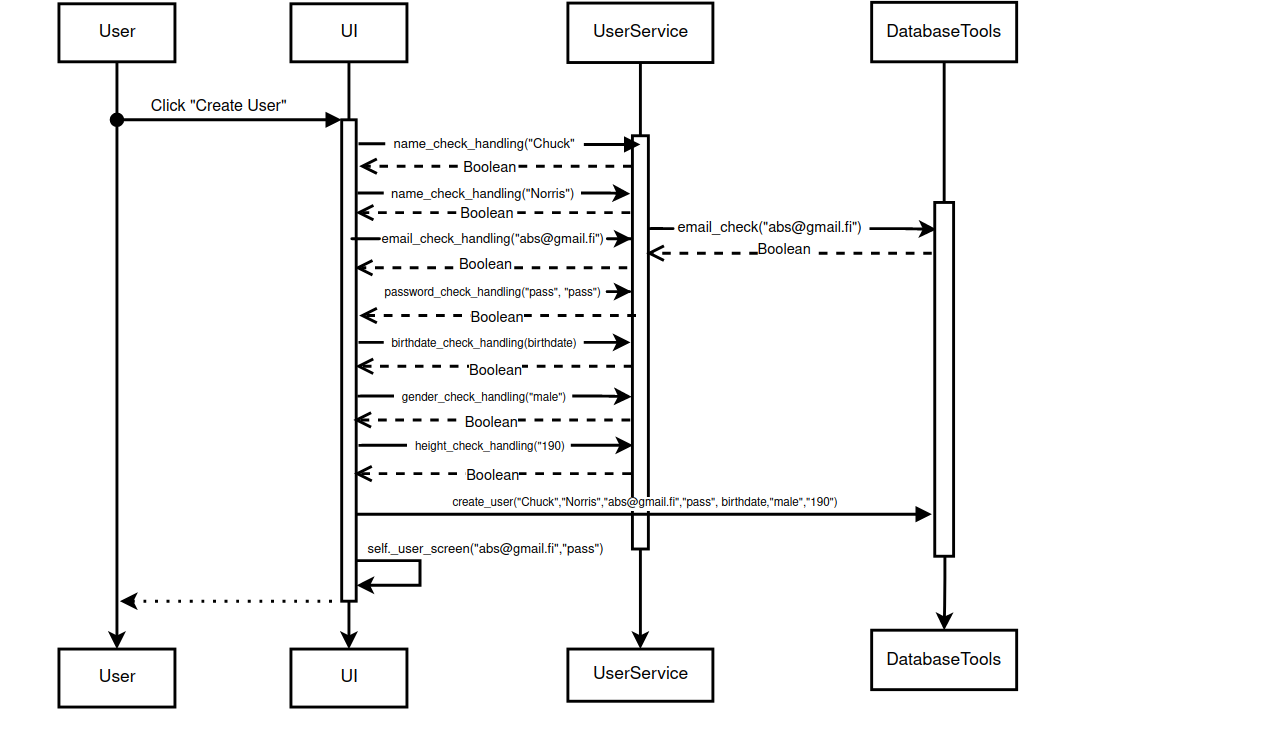 User
UI
UserService
DatabaseTools
Click "Create User"
name_check_handling("Chuck"
Boolean
name_check_handling("Norris")
Boolean
email_check("abs@gmail.fi")
email_check_handling("abs@gmail.fi")
Boolean
Boolean
password_check_handling("pass", "pass")
Boolean
birthdate_check_handling(birthdate)
Boolean
gender_check_handling("male")
Boolean
height_check_handling("190)
Boolean
create_user("Chuck","Norris","abs@gmail.fi","pass", birthdate,"male","190")
self._user_screen("abs@gmail.fi","pass")
User
UI
UserService
DatabaseTools